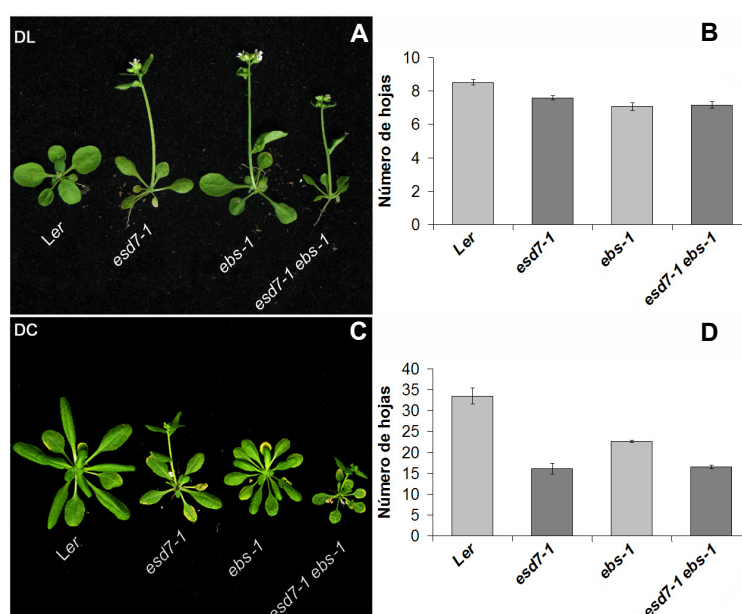 DL
A
Ler
esd7-1
ebs-1
esd7-1 ebs-1
B
Número de hojas
10
8
6
4
2
0
Ler
esd7-1
ebs-1
esd7-1 ebs-1
DC
C
Ler
esd7-1
ebs-1
esd7-1 ebs-1
D
Número de hojas
40
35
30
25
20
15
10
5
0
Ler
esd7-1
ebs-1
esd7-1 ebs-1